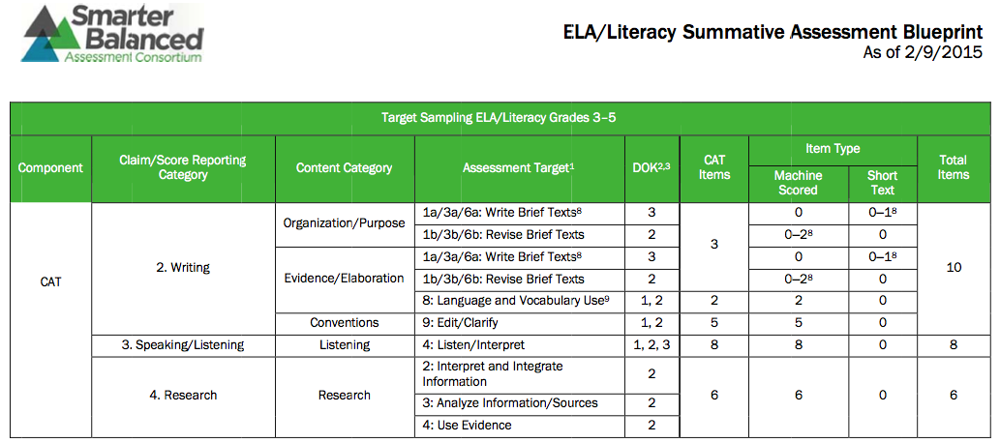 Smarter
Balanced
Assessment Consortium
ELA/Literacy Summative Assessment Blueprint
As of 2/9/2015
Target Sampling ELA/Literacy Grades 3–5
Component Claim/Score Reporting Category Content Category Assessment Target¹ DOK²,³ CAT Items Item Type Total Items
Machine Scored Short Text
CAT 2. Writing Organization/Purpose 1a/3a/6a: Write Brief Texts⁸ 3 3 0 0–1⁸ 10
1b/3b/6b: Revise Brief Texts 2 0–2⁸ 0
Evidence/Elaboration 1a/3a/6a: Write Brief Texts⁸ 3 0 0–1⁸
1b/3b/6b: Revise Brief Texts 2 0–2⁸ 0
8: Language and Vocabulary Use⁹ 1, 2 2 2 0
Conventions 9: Edit/Clarify 1, 2 5 5 0
3. Speaking/Listening Listening 4: Listen/Interpret 1, 2, 3 8 8 0 8
4. Research Research 2: Interpret and Integrate Information 2 6 6 0 6
3: Analyze Information/Sources 2
4: Use Evidence 2